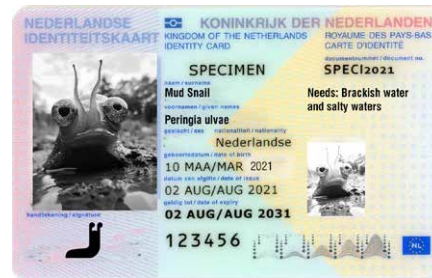 NEDERLANDSE
IDENTITEITSKAART
KONINKRIJK DER NEDERLANDEN
KINGDOM OF THE NETHERLANDS
IDENTITY CARD
ROYAUME DES PAYS-BAS
CARTE D'IDENTITÉ
documentnummer / document no.
SPECIMEN
SPECI2021
naam / surname
Mud Snail
Needs: Brackish water
and salty waters
voornamen / given names
Peringia ulvae
geslacht / sex nationaliteit / nationality
Nederlandse
geboortedatum / date of birth
10 MAA/MAR 2021
datum van afgifte / date of issue
02 AUG/AUG 2021
geldig tot / date of expiry
02 AUG/AUG 2031
handtekening / signature
123456
NL